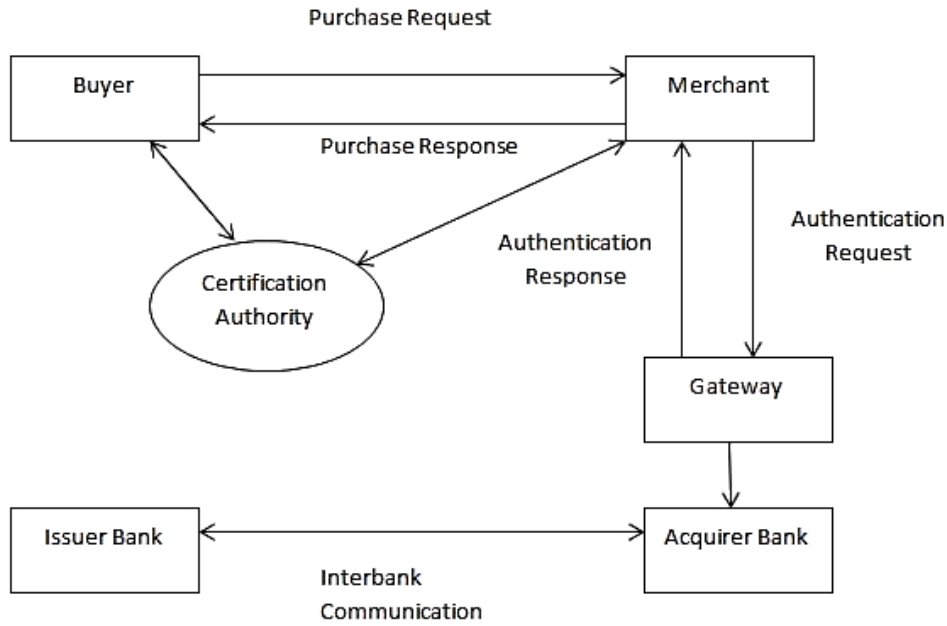 Purchase Request
Buyer
Merchant
Purchase Response
Authentication
Request
Authentication
Response
Certification
Authority
Gateway
Issuer Bank
Acquirer Bank
Interbank
Communication